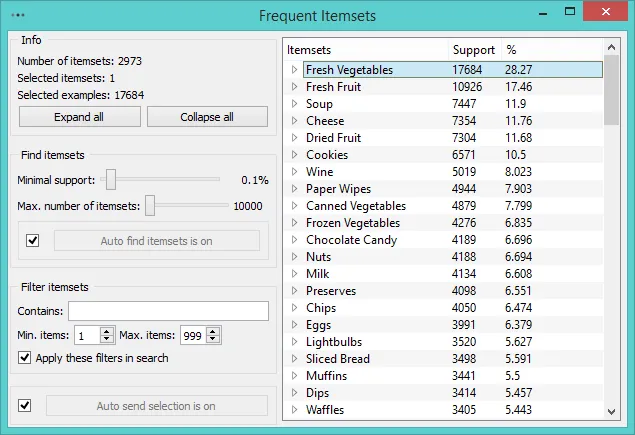 Frequent Itemsets
Info
Number of itemsets: 2973
Selected itemsets: 1
Selected examples: 17684
Expand all Collapse all
Find itemsets
Minimal support: 0.1%
Max. number of itemsets: 10000
Auto find itemsets is on
Filter itemsets
Contains:
Min. items: 1 Max. items: 999
Apply these filters in search
Auto send selection is on
Itemsets Support %
Fresh Vegetables 17684 28.27
Fresh Fruit 10926 17.46
Soup 7447 11.9
Cheese 7354 11.76
Dried Fruit 7304 11.68
Cookies 6571 10.5
Wine 5019 8.023
Paper Wipes 4944 7.903
Canned Vegetables 4879 7.799
Frozen Vegetables 4276 6.835
Chocolate Candy 4189 6.696
Nuts 4188 6.694
Milk 4134 6.608
Preserves 4098 6.551
Chips 4050 6.474
Eggs 3991 6.379
Lightbulbs 3520 5.627
Sliced Bread 3498 5.591
Muffins 3441 5.5
Dips 3414 5.457
Waffles 3405 5.443